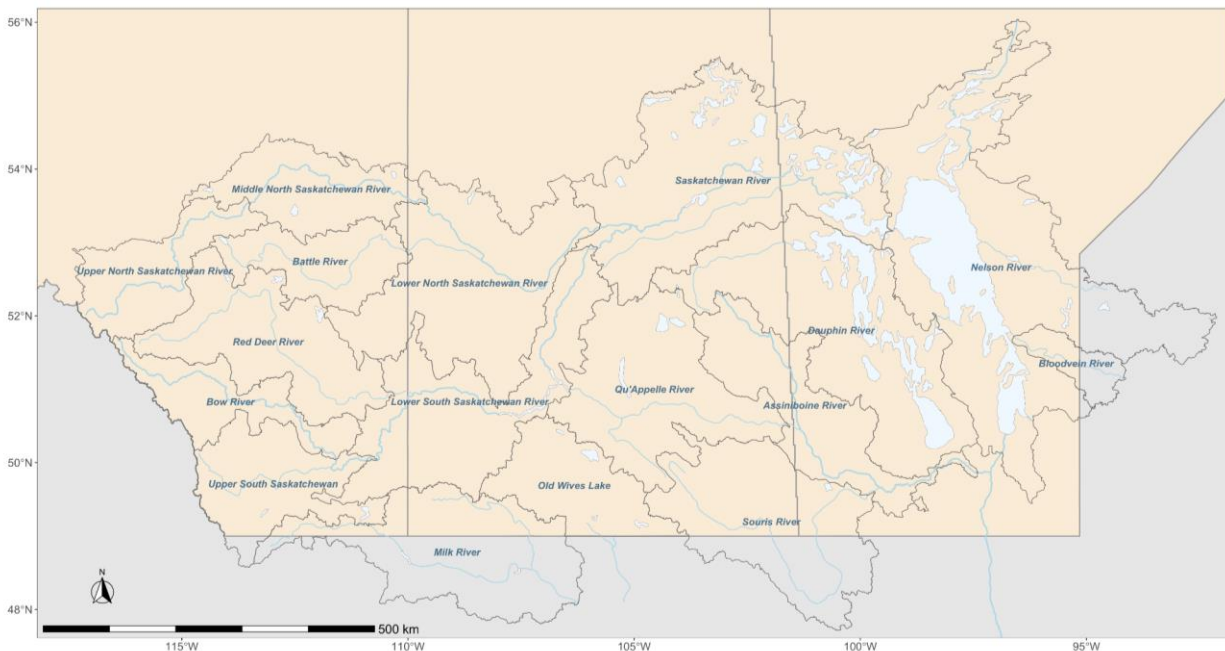 56°N
54°N
52°N
50°N
48°N
Middle North Saskatchewan River
Saskatchewan River
Upper North Saskatchewan River
Battle River
Lower North Saskatchewan River
Nelson River
Red Deer River
Dauphin River
Bloodvein River
Qu'Appelle River
Bow River
Lower South Saskatchewan River
Assiniboine River
Upper South Saskatchewan
Old Wives Lake
Souris River
Milk River
N
500 km
115°W
110°W
105°W
100°W
95°W